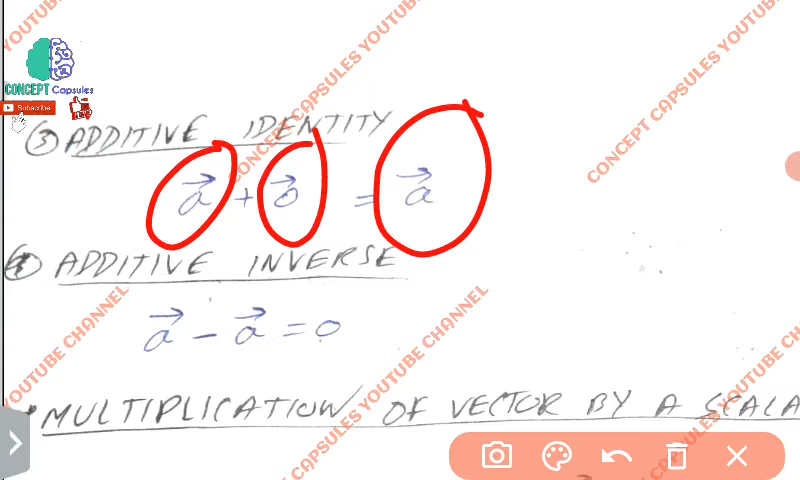 CONCEPT Capsules
Subscribe
③ ADDITIVE IDENTITY
a⃗ + o⃗ = a⃗
④ ADDITIVE INVERSE
a⃗ - a⃗ = 0
MULTIPLICATION OF VECTOR BY A SCALA
CONCEPT CAPSULES YOUTUBE CHANNEL